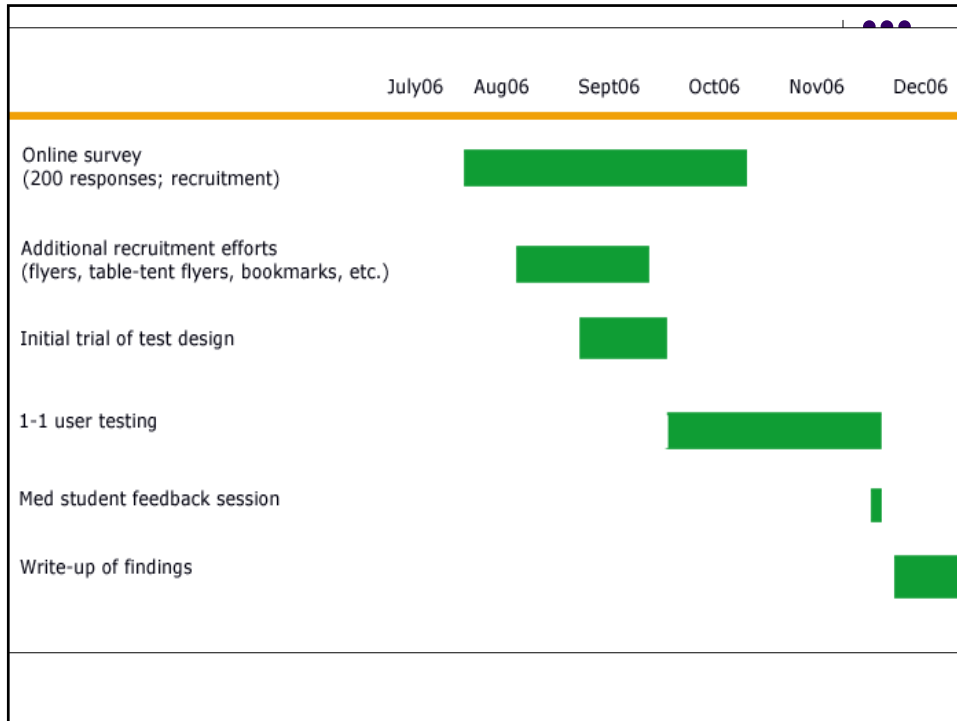 July06 Aug06 Sept06 Oct06 Nov06 Dec06
Online survey
(200 responses; recruitment)
Additional recruitment efforts
(flyers, table-tent flyers, bookmarks, etc.)
Initial trial of test design
1-1 user testing
Med student feedback session
Write-up of findings